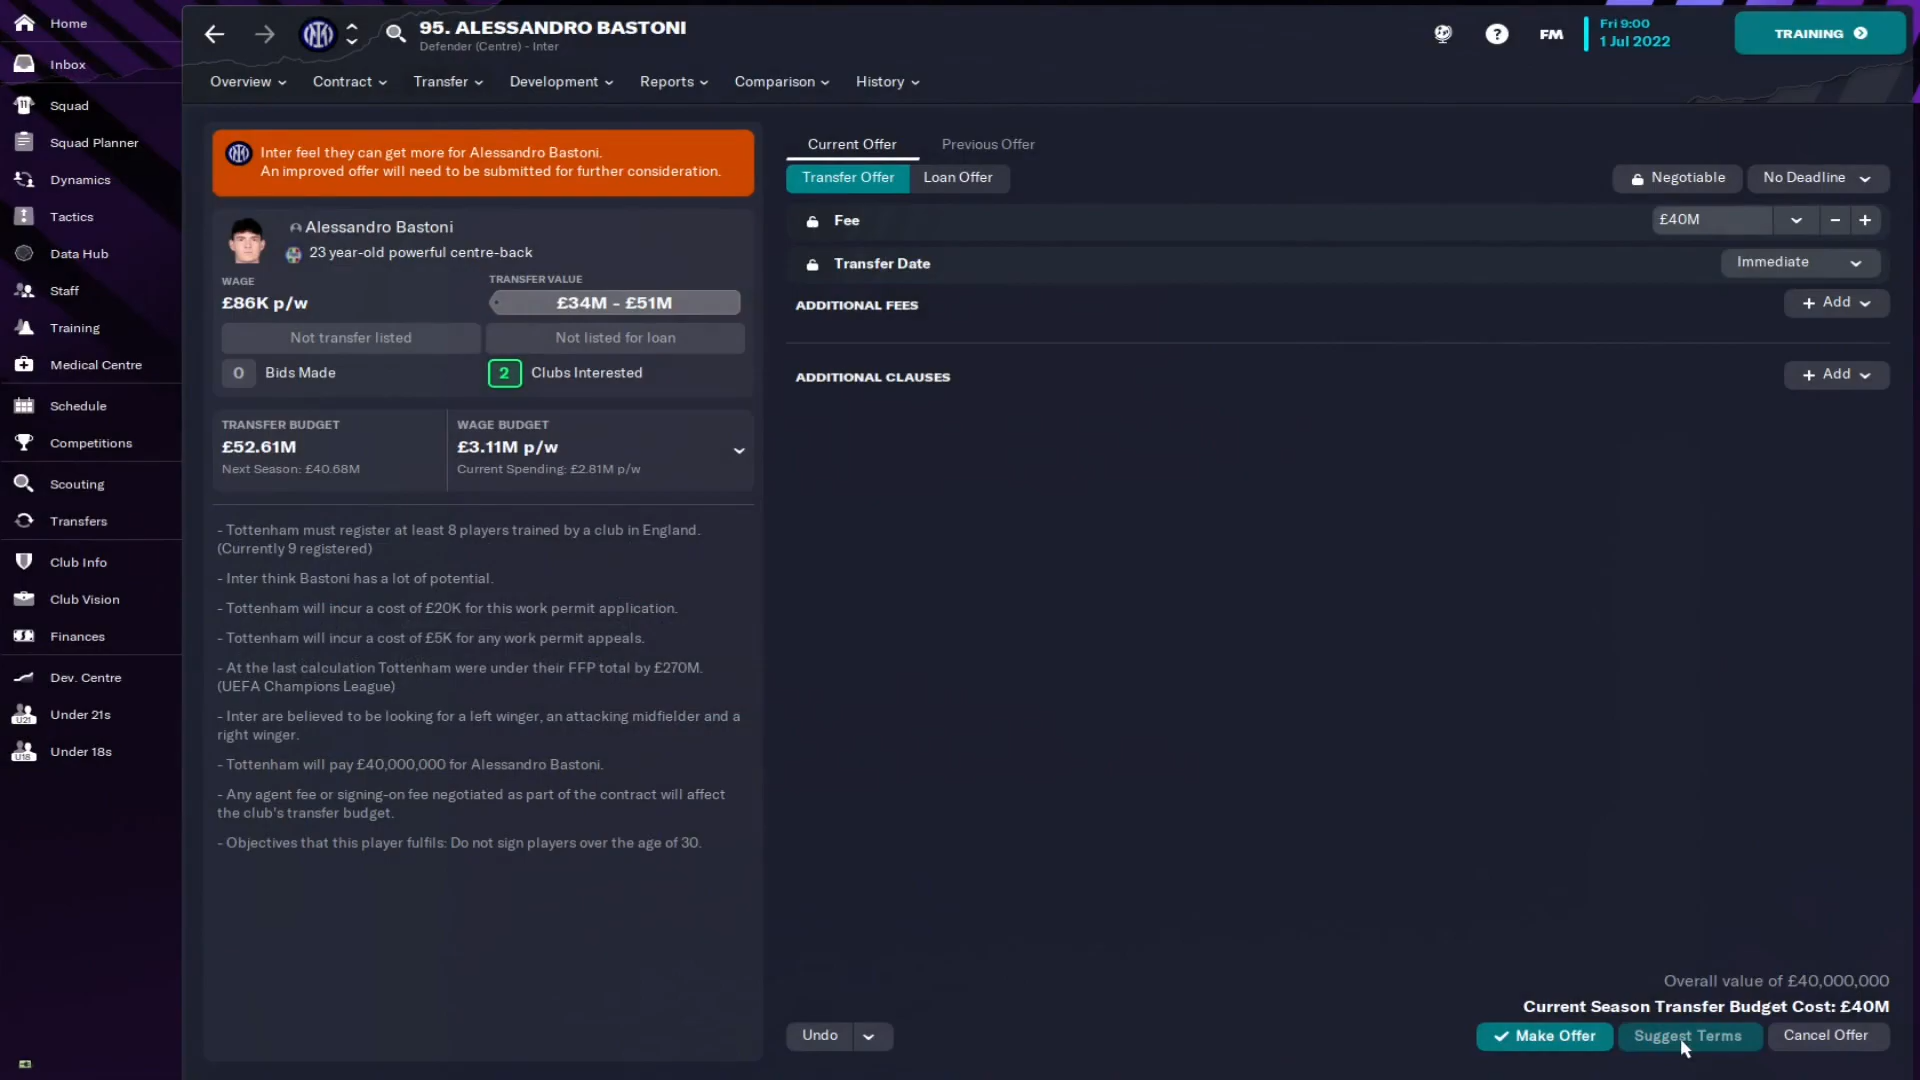 Home
Inbox
Squad
Squad Planner
Dynamics
Tactics
Data Hub
Staff
Training
Medical Centre
Schedule
Competitions
Scouting
Transfers
Club Info
Club Vision
Finances
Dev. Centre
U21
Under 21s
U18
Under 18s
95. ALESSANDRO BASTONI
Defender (Centre) - Inter
FM
Fri 9:00
1 Jul 2022
TRAINING
Overview
Contract
Transfer
Development
Reports
Comparison
History
Inter feel they can get more for Alessandro Bastoni.
An improved offer will need to be submitted for further consideration.
Alessandro Bastoni
23 year-old powerful centre-back
WAGE
£86K p/w
TRANSFER VALUE
£34M - £51M
Not transfer listed
Not listed for loan
0 Bids Made
2 Clubs Interested
TRANSFER BUDGET
£52.61M
Next Season: £40.68M
WAGE BUDGET
£3.11M p/w
Current Spending: £2.81M p/w
- Tottenham must register at least 8 players trained by a club in England.
(Currently 9 registered)
- Inter think Bastoni has a lot of potential.
- Tottenham will incur a cost of £20K for this work permit application.
- Tottenham will incur a cost of £5K for any work permit appeals.
- At the last calculation Tottenham were under their FFP total by £270M.
(UEFA Champions League)
- Inter are believed to be looking for a left winger, an attacking midfielder and a
right winger.
- Tottenham will pay £40,000,000 for Alessandro Bastoni.
- Any agent fee or signing-on fee negotiated as part of the contract will affect
the club's transfer budget.
- Objectives that this player fulfils: Do not sign players over the age of 30.
Current Offer
Previous Offer
Transfer Offer
Loan Offer
Negotiable
No Deadline
Fee
£40M
Transfer Date
Immediate
ADDITIONAL FEES
+ Add
ADDITIONAL CLAUSES
+ Add
Overall value of £40,000,000
Current Season Transfer Budget Cost: £40M
Undo
Make Offer
Suggest Terms
Cancel Offer